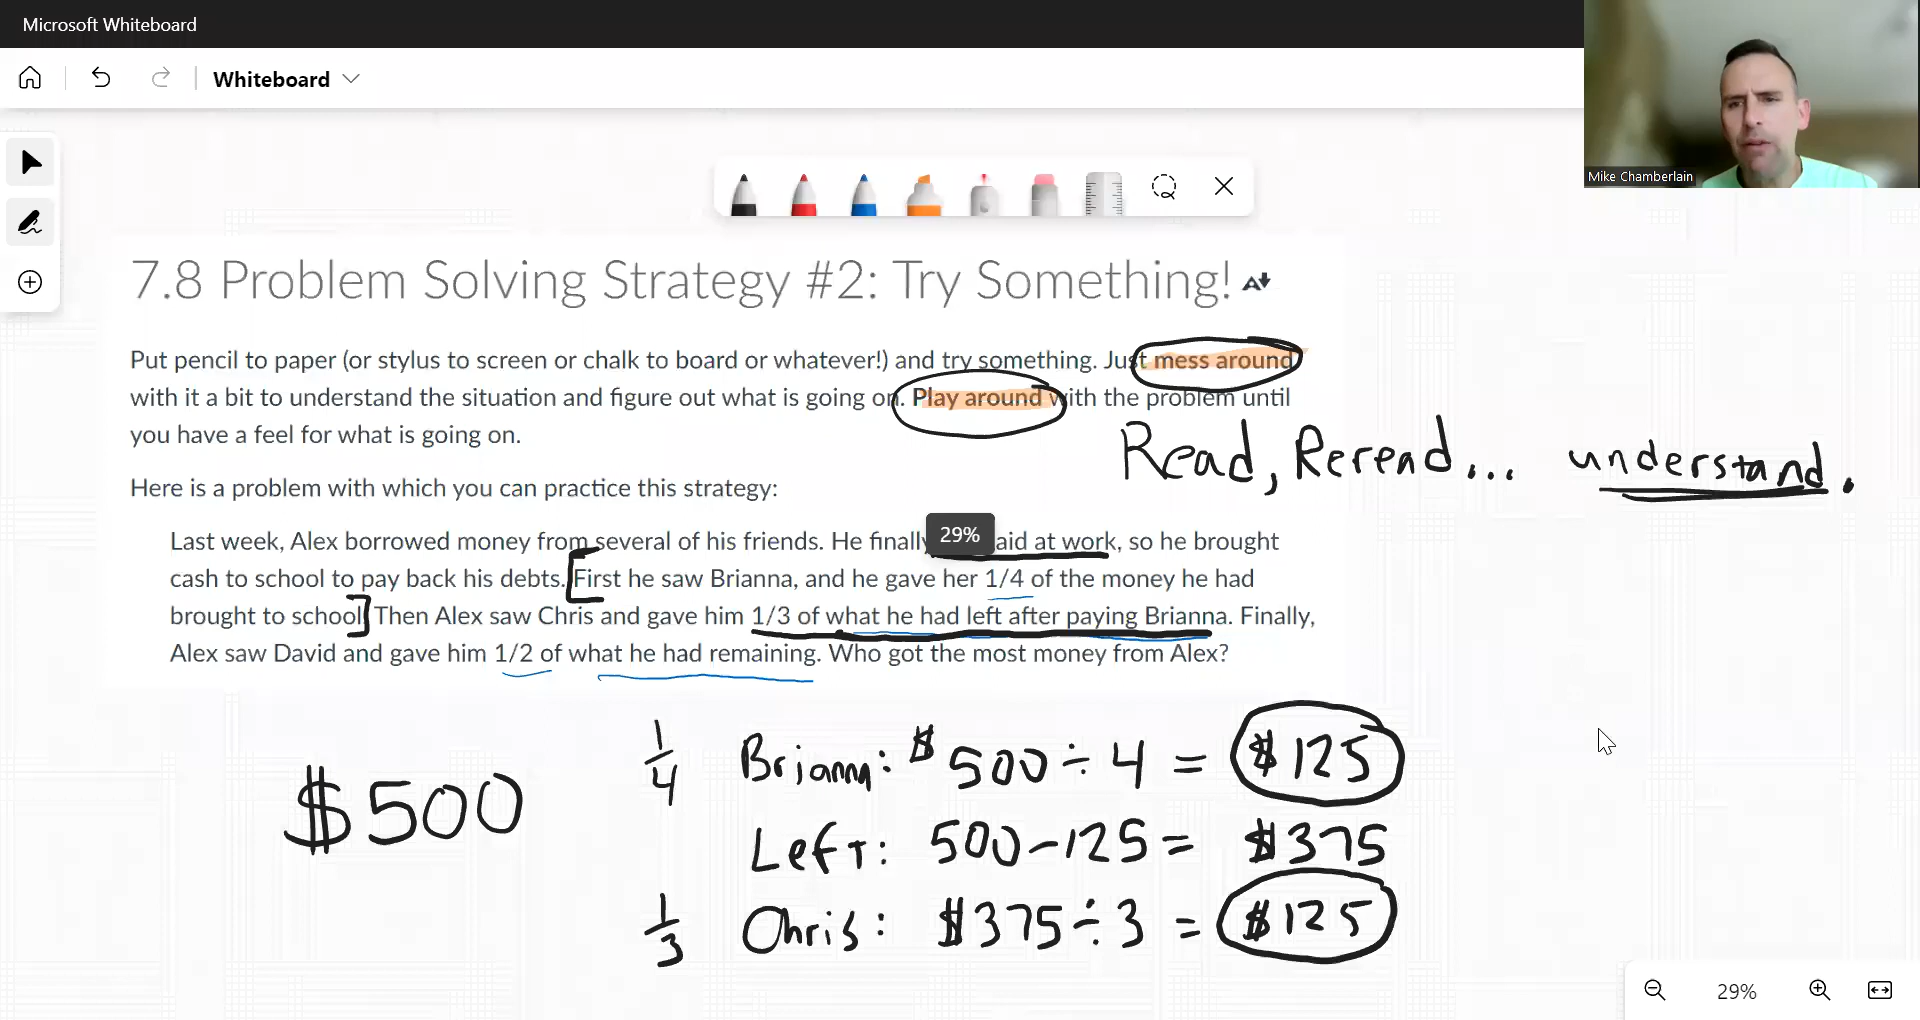 Microsoft Whiteboard
Whiteboard
Mike Chamberlain
7.8 Problem Solving Strategy #2: Try Something!
Put pencil to paper (or stylus to screen or chalk to board or whatever!) and try something. Just mess around
with it a bit to understand the situation and figure out what is going on. Play around with the problem until
you have a feel for what is going on.
Read, Reread... understand.
Here is a problem with which you can practice this strategy:
29%
Last week, Alex borrowed money from several of his friends. He finally aid at work, so he brought
cash to school to pay back his debts. [First he saw Brianna, and he gave her 1/4 of the money he had
brought to school] Then Alex saw Chris and gave him 1/3 of what he had left after paying Brianna. Finally,
Alex saw David and gave him 1/2 of what he had remaining. Who got the most money from Alex?
$500
1/4 Brianna: $500 ÷ 4 = $125
Left: 500-125 = $375
1/3 Chris: $375 ÷ 3 = $125
29%